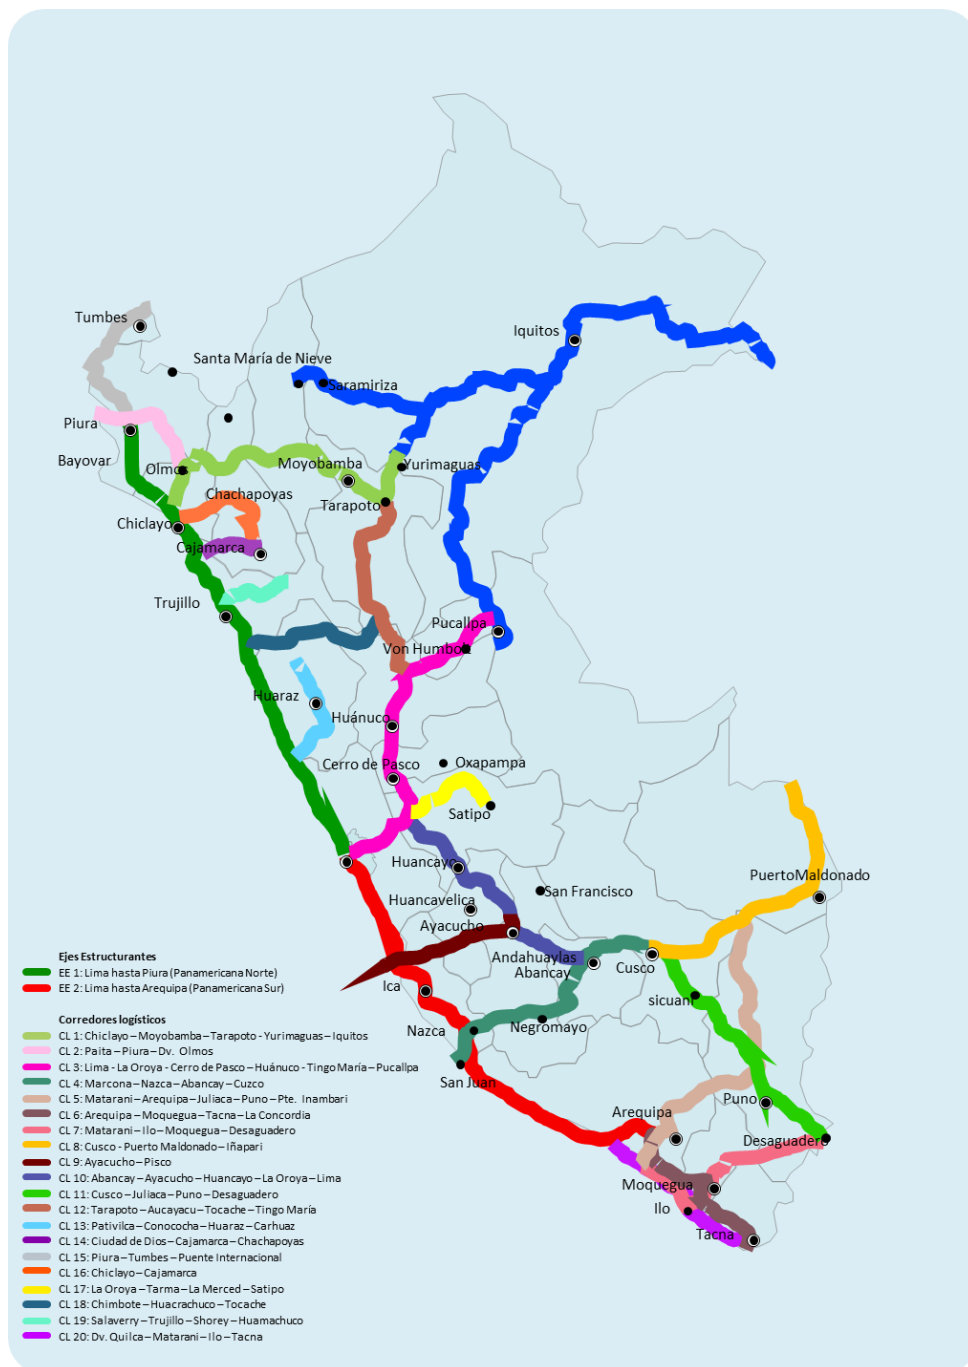 Tumbes
Santa María de Nieve
Iquitos
Saramiriza
Piura
Bayovar
Olmos
Moyobamba
Yurimaguas
Chachapoyas
Tarapoto
Chiclayo
Cajamarca
Trujillo
Pucallpa
Von Humbolt
Huaraz
Huánuco
Cerro de Pasco
Oxapampa
Satipo
Huancayo
PuertoMaldonado
San Francisco
Huancavelica
Ayacucho
Andahuaylas
Abancay
Cusco
Ica
sicuani
Nazca
Negromayo
San Juan
Puno
Arequipa
Desaguadero
Moquegua
Ilo
Tacna
Ejes Estructurantes
EE 1: Lima hasta Piura (Panamericana Norte)
EE 2: Lima hasta Arequipa (Panamericana Sur)
Corredores logísticos
CL 1: Chiclayo – Moyobamba – Tarapoto - Yurimaguas – Iquitos
CL 2: Paita – Piura – Dv. Olmos
CL 3: Lima - La Oroya - Cerro de Pasco – Huánuco - Tingo María – Pucallpa
CL 4: Marcona – Nazca – Abancay – Cuzco
CL 5: Matarani – Arequipa – Juliaca – Puno – Pte. Inambari
CL 6: Arequipa – Moquegua – Tacna – La Concordia
CL 7: Matarani – Ilo – Moquegua – Desaguadero
CL 8: Cusco - Puerto Maldonado – Iñapari
CL 9: Ayacucho – Pisco
CL 10: Abancay – Ayacucho – Huancayo – La Oroya – Lima
CL 11: Cusco – Juliaca – Puno – Desaguadero
CL 12: Tarapoto – Aucayacu – Tocache – Tingo María
CL 13: Pativilca – Conococha – Huaraz – Carhuaz
CL 14: Ciudad de Dios – Cajamarca – Chachapoyas
CL 15: Piura – Tumbes – Puente Internacional
CL 16: Chiclayo – Cajamarca
CL 17: La Oroya – Tarma – La Merced – Satipo
CL 18: Chimbote – Huacrachuco – Tocache
CL 19: Salaverry – Trujillo – Shorey – Huamachuco
CL 20: Dv. Quilca – Matarani – Ilo – Tacna